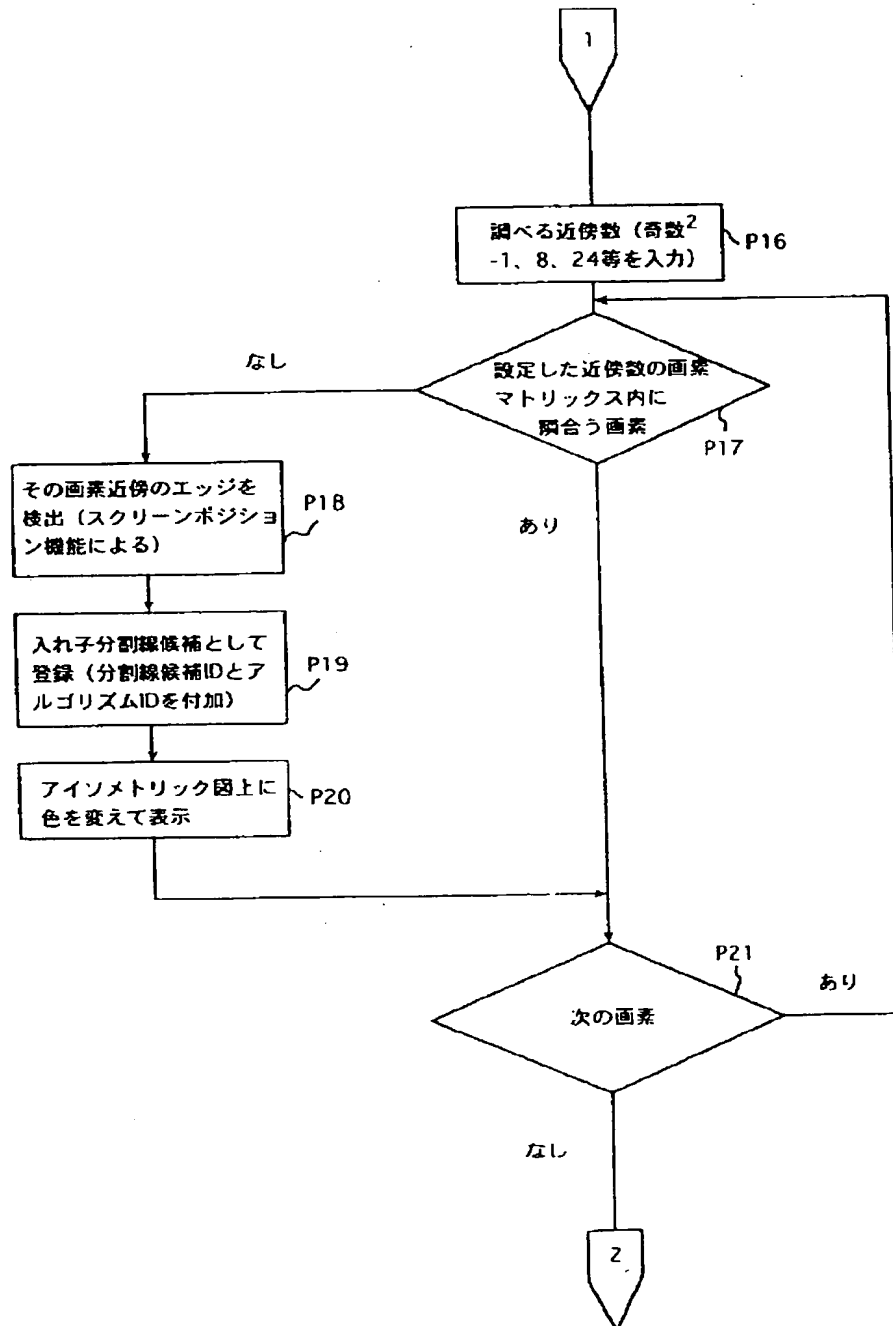 1
調べる近傍数（奇数2
-1、8、24等を入力）
P16
なし
設定した近傍数の画素
マトリックス内に
隣合う画素
P17
その画素近傍のエッジを
検出（スクリーンポジショ
ン機能による）
P18
あり
入れ子分割線候補として
登録（分割線候補IDとア
ルゴリズムIDを付加）
P19
アイソメトリック図上に
色を変えて表示
P20
P21
あり
次の画素
なし
2